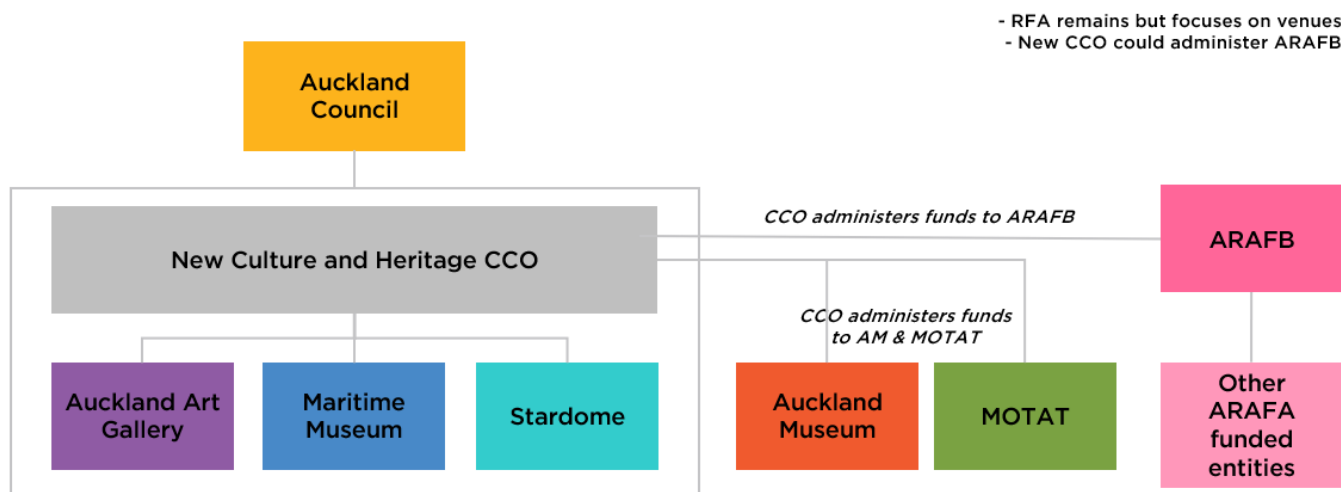 - RFA remains but focuses on venues
- New CCO could administer ARAFB
Auckland
Council
CCO administers funds to ARAFB
ARAFB
New Culture and Heritage CCO
CCO administers funds
to AM & MOTAT
Auckland Art
Gallery
Maritime
Museum
Stardome
Auckland
Museum
MOTAT
Other
ARAFA
funded
entities